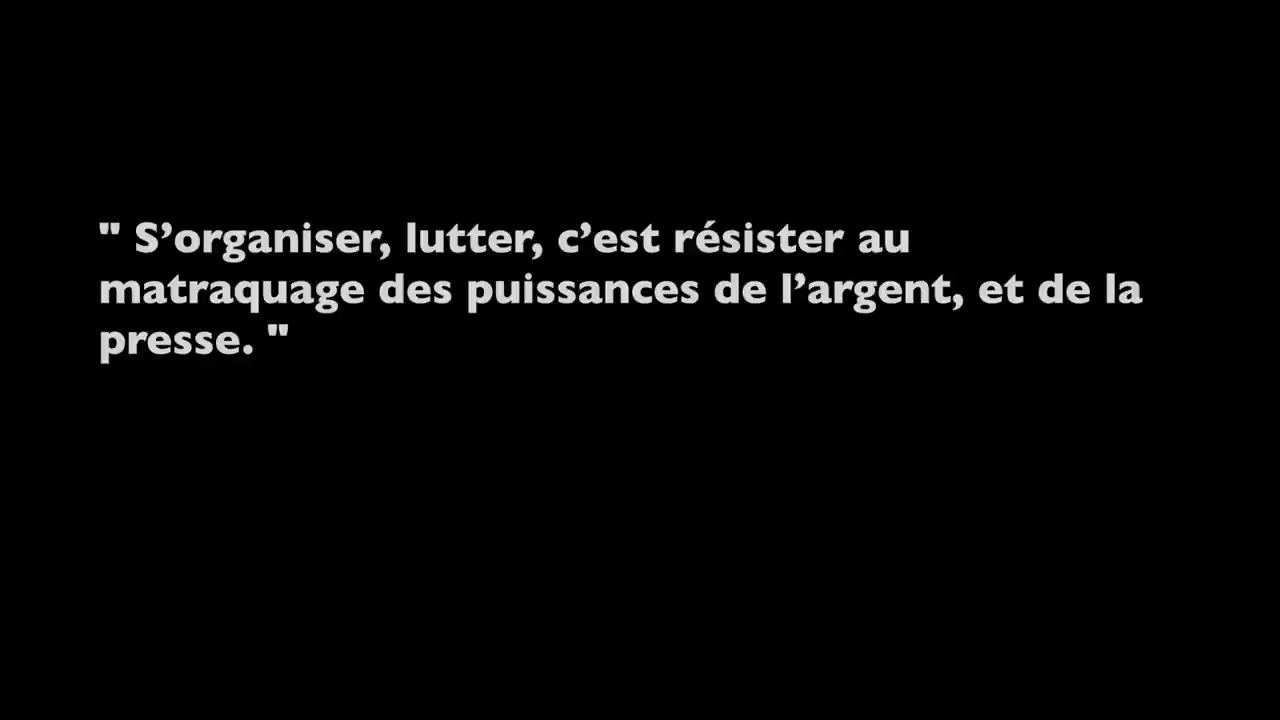 " S’organiser, lutter, c’est résister au
matraquage des puissances de l’argent, et de la
presse. "